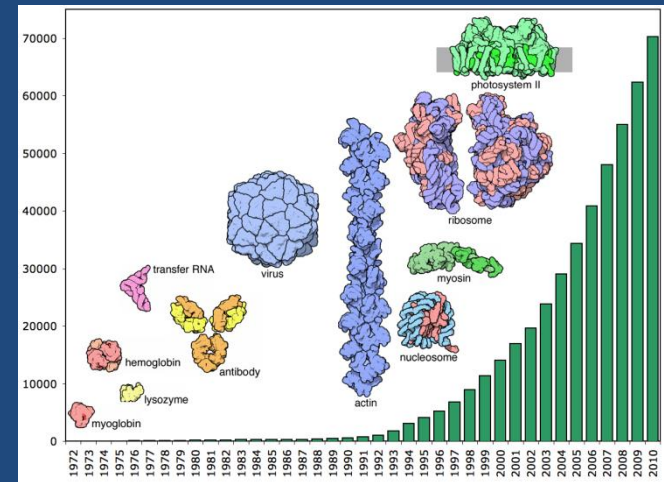 70000
60000
50000
40000
30000
20000
10000
0
photosystem II
ribosome
virus
transfer RNA
myosin
hemoglobin
antibody
nucleosome
lysozyme
actin
myoglobin
1972 1973 1974 1975 1976 1977 1978 1979 1980 1981 1982 1983 1984 1985 1986 1987 1988 1989 1990 1991 1992 1993 1994 1995 1996 1997 1998 1999 2000 2001 2002 2003 2004 2005 2006 2007 2008 2009 2010